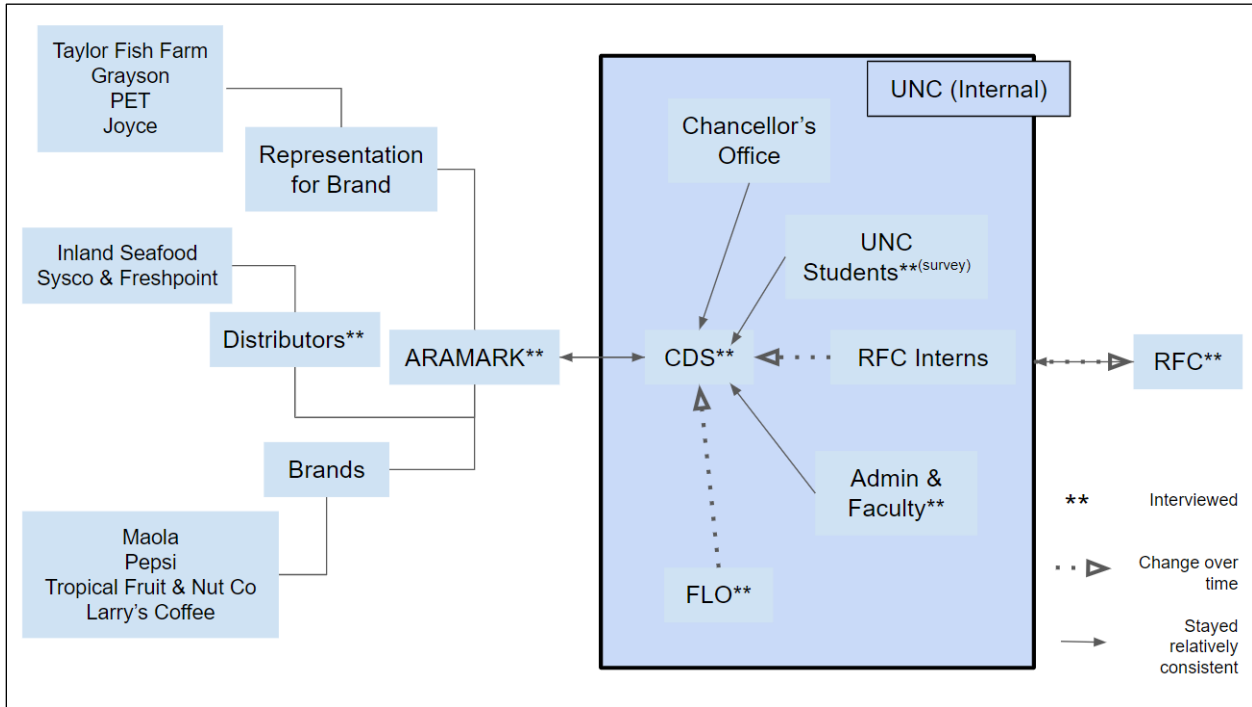 Taylor Fish Farm
Grayson
PET
Joyce
Representation
for Brand
Inland Seafood
Sysco & Freshpoint
Distributors**
ARAMARK**
Brands
Maola
Pepsi
Tropical Fruit & Nut Co
Larry's Coffee
UNC (Internal)
Chancellor's
Office
UNC
Students**(survey)
CDS**
RFC Interns
Admin &
Faculty**
FLO**
RFC**
** Interviewed
Change over
time
Stayed
relatively
consistent